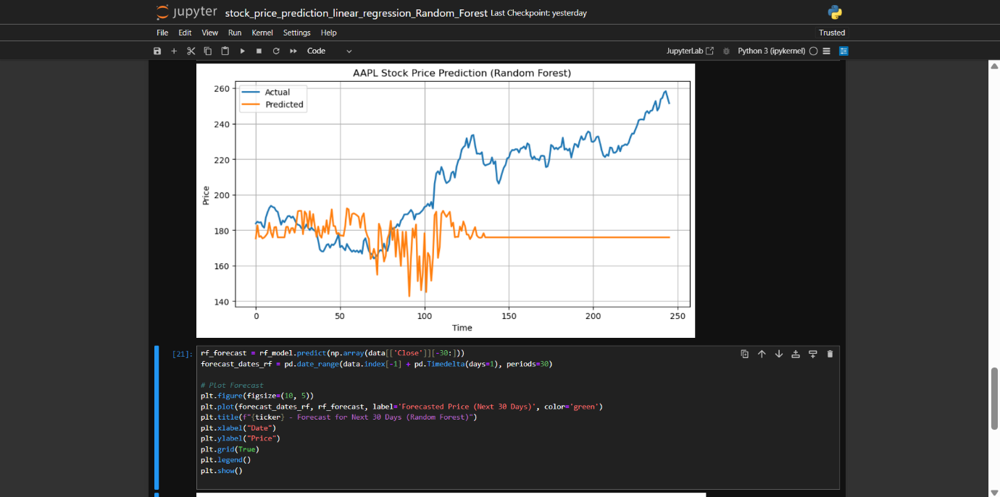 jupyter stock_price_prediction_linear_regression_Random_Forest Last Checkpoint: yesterday
File Edit View Run Kernel Settings Help Trusted
Code JupyterLab Python 3 (ipykernel)
AAPL Stock Price Prediction (Random Forest)
Actual
Predicted
260
240
220
200
180
160
140
Price
0 50 100 150 200 250
Time
[21]: rf_forecast = rf_model.predict(np.array(data[['Close']][-30:]))
forecast_dates_rf = pd.date_range(data.index[-1] + pd.Timedelta(days=1), periods=30)
# Plot Forecast
plt.figure(figsize=(10, 5))
plt.plot(forecast_dates_rf, rf_forecast, label='Forecasted Price (Next 30 Days)', color='green')
plt.title(f"{ticker} - Forecast for Next 30 Days (Random Forest)")
plt.xlabel("Date")
plt.ylabel("Price")
plt.grid(True)
plt.legend()
plt.show()